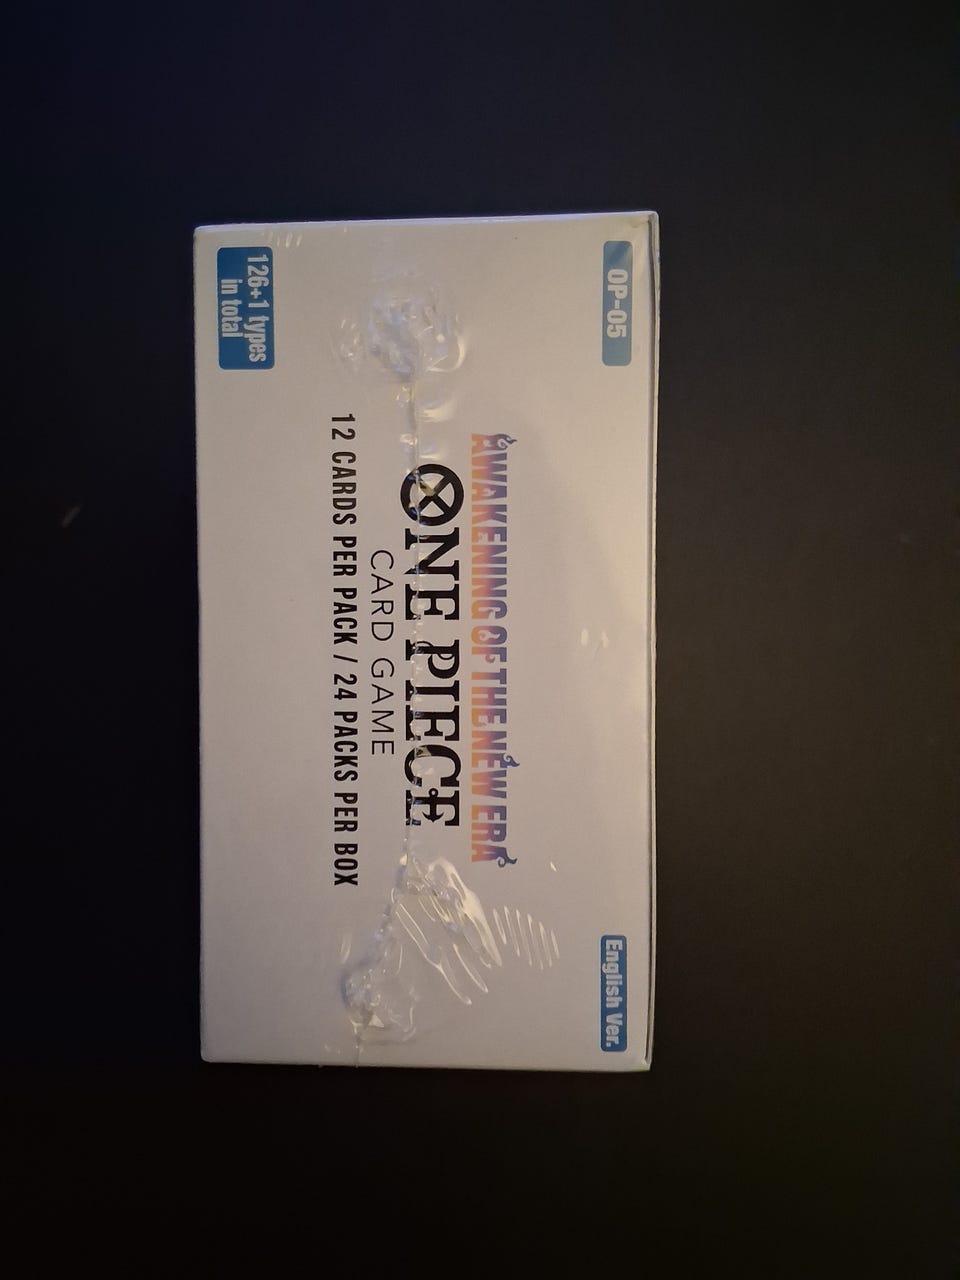 OP-05
English Ver.
AWAKENING OF THE NEW ERA
ONE PIECE
CARD GAME
12 CARDS PER PACK / 24 PACKS PER BOX
126+1 types
in total